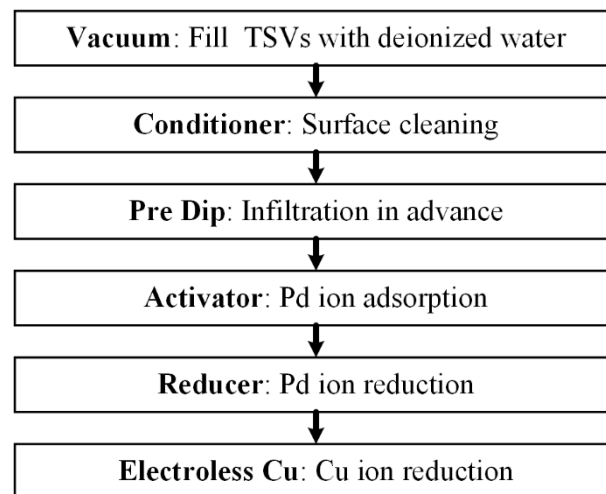 Vacuum: Fill TSVs with deionized water
Conditioner: Surface cleaning
Pre Dip: Infiltration in advance
Activator: Pd ion adsorption
Reducer: Pd ion reduction
Electroless Cu: Cu ion reduction